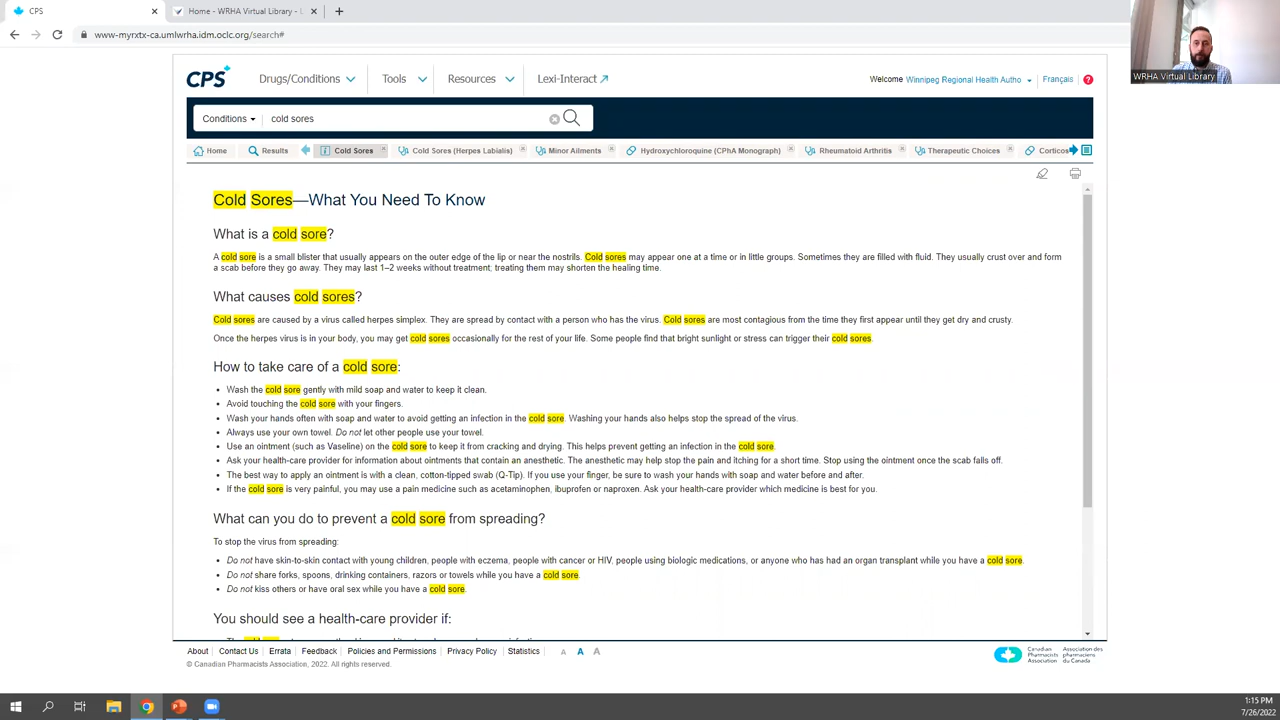 CPS
Home - WRHA Virtual Library - L
www-myrxtx-ca.umlwrha.idm.oclc.org/search#
WRHA Virtual Library
CPS
Drugs/Conditions
Tools
Resources
Lexi-Interact
Welcome Winnipeg Regional Health Autho
Français
?
Conditions
cold sores
Home
Results
Cold Sores
Cold Sores (Herpes Labialis)
Minor Ailments
Hydroxychloroquine (CPhA Monograph)
Rheumatoid Arthritis
Therapeutic Choices
Corticos
Cold Sores—What You Need To Know
What is a cold sore?
A cold sore is a small blister that usually appears on the outer edge of the lip or near the nostrils. Cold sores may appear one at a time or in little groups. Sometimes they are filled with fluid. They usually crust over and form
a scab before they go away. They may last 1–2 weeks without treatment; treating them may shorten the healing time.
What causes cold sores?
Cold sores are caused by a virus called herpes simplex. They are spread by contact with a person who has the virus. Cold sores are most contagious from the time they first appear until they get dry and crusty.
Once the herpes virus is in your body, you may get cold sores occasionally for the rest of your life. Some people find that bright sunlight or stress can trigger their cold sores.
How to take care of a cold sore:
• Wash the cold sore gently with mild soap and water to keep it clean.
• Avoid touching the cold sore with your fingers.
• Wash your hands often with soap and water to avoid getting an infection in the cold sore. Washing your hands also helps stop the spread of the virus.
• Always use your own towel. Do not let other people use your towel.
• Use an ointment (such as Vaseline) on the cold sore to keep it from cracking and drying. This helps prevent getting an infection in the cold sore.
• Ask your health-care provider for information about ointments that contain an anesthetic. The anesthetic may help stop the pain and itching for a short time. Stop using the ointment once the scab falls off.
• The best way to apply an ointment is with a clean, cotton-tipped swab (Q-Tip). If you use your finger, be sure to wash your hands with soap and water before and after.
• If the cold sore is very painful, you may use a pain medicine such as acetaminophen, ibuprofen or naproxen. Ask your health-care provider which medicine is best for you.
What can you do to prevent a cold sore from spreading?
To stop the virus from spreading:
• Do not have skin-to-skin contact with young children, people with eczema, people with cancer or HIV, people using biologic medications, or anyone who has had an organ transplant while you have a cold sore.
• Do not share forks, spoons, drinking containers, razors or towels while you have a cold sore.
• Do not kiss others or have oral sex while you have a cold sore.
You should see a health-care provider if:
About
Contact Us
Errata
Feedback
Policies and Permissions
Privacy Policy
Statistics
A
A
A
© Canadian Pharmacists Association, 2022. All rights reserved.
Canadian Pharmacists Association
Association des pharmaciens du Canada
1:15 PM
7/26/2022